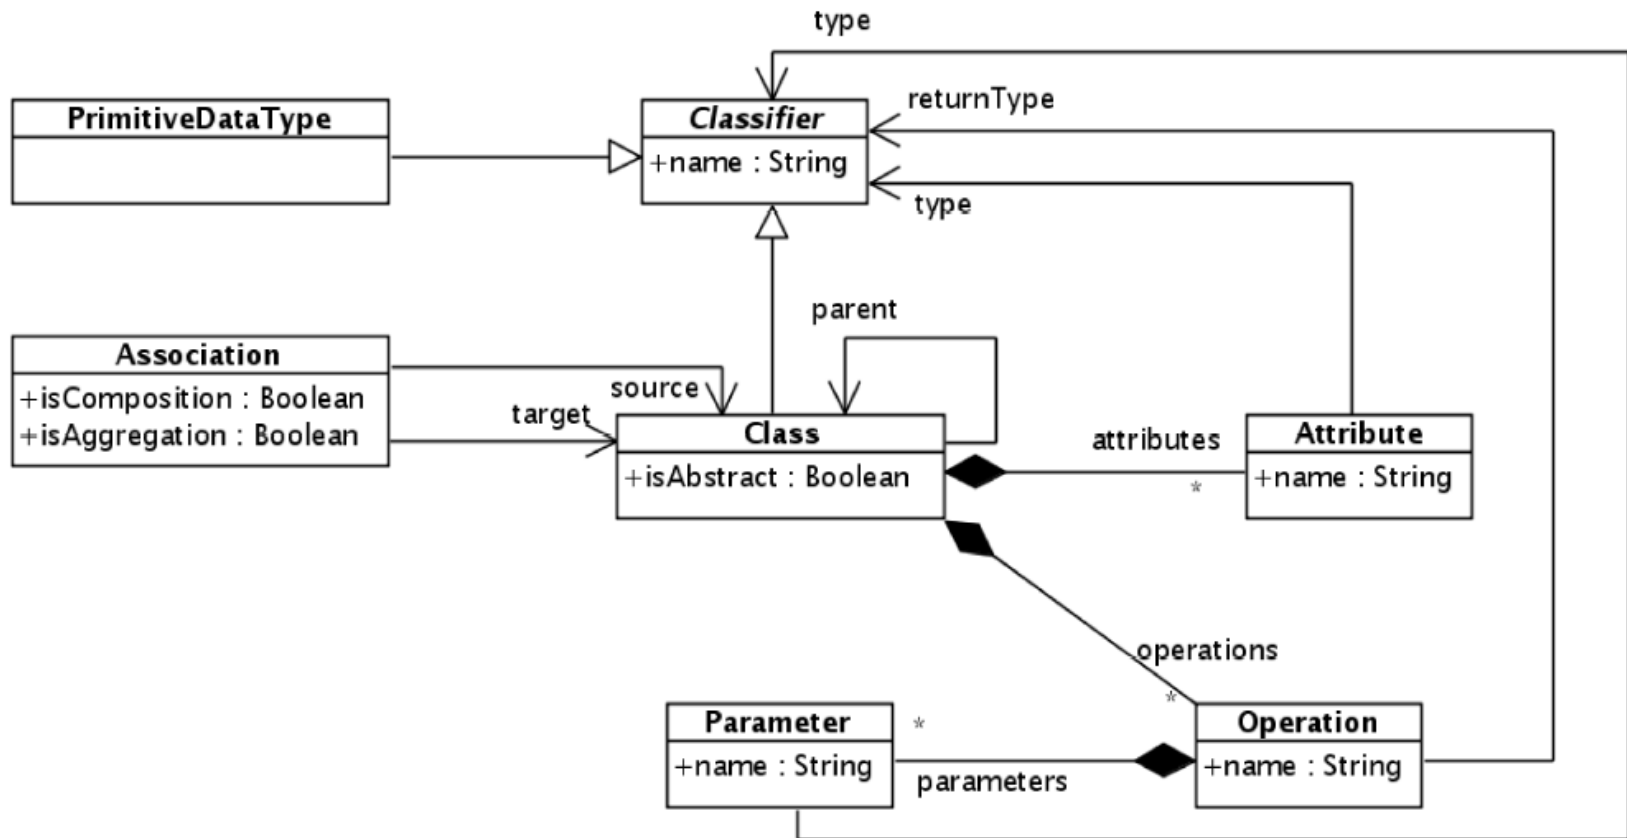 type
PrimitiveDataType
Classifier
+name : String
returnType
type
parent
Association
+isComposition : Boolean
+isAggregation : Boolean
source
target
Class
+isAbstract : Boolean
attributes
*
Attribute
+name : String
operations
*
Parameter
+name : String
*
parameters
Operation
+name : String